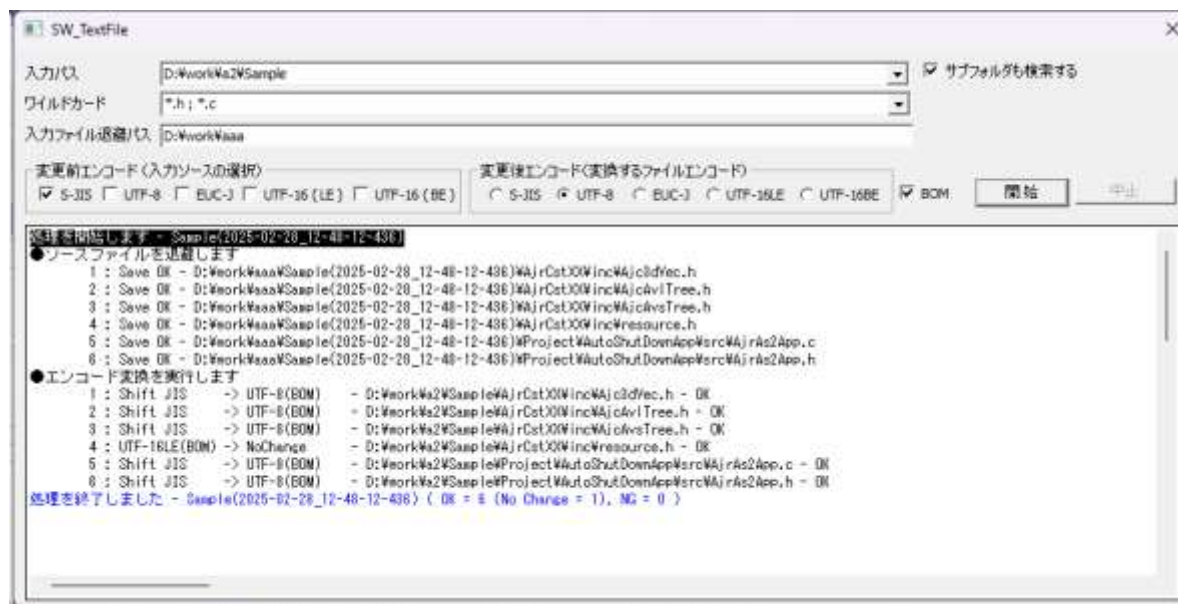 SW_TextFile
入力パス D:¥work¥a2¥Sample サブフォルダも検索する
ワイルドカード *.h ; *.c
入力ファイル退避パス D:¥work¥aaa
変更前エンコード(入力ソースの選択) 変更後エンコード(変換するファイルエンコード)
S-JIS UTF-8 EUC-J UTF-16(LE) UTF-16(BE) S-JIS UTF-8 EUC-J UTF-16LE UTF-16BE BOM 開始 中止
処理を開始します - Sample(2025-02-28_12-48-12-436)
●ソースファイルを退避します
1 : Save OK - D:¥work¥aaa¥Sample(2025-02-28_12-48-12-436)¥AjrCstXX¥inc¥Ajc3dVec.h
2 : Save OK - D:¥work¥aaa¥Sample(2025-02-28_12-48-12-436)¥AjrCstXX¥inc¥AjcAvlTree.h
3 : Save OK - D:¥work¥aaa¥Sample(2025-02-28_12-48-12-436)¥AjrCstXX¥inc¥AjcAvsTree.h
4 : Save OK - D:¥work¥aaa¥Sample(2025-02-28_12-48-12-436)¥AjrCstXX¥inc¥resource.h
5 : Save OK - D:¥work¥aaa¥Sample(2025-02-28_12-48-12-436)¥Project¥AutoShutDownApp¥src¥AjrAs2App.c
6 : Save OK - D:¥work¥aaa¥Sample(2025-02-28_12-48-12-436)¥Project¥AutoShutDownApp¥src¥AjrAs2App.h
●エンコード変換を実行します
1 : Shift JIS -> UTF-8(BOM) - D:¥work¥a2¥Sample¥AjrCstXX¥inc¥Ajc3dVec.h - OK
2 : Shift JIS -> UTF-8(BOM) - D:¥work¥a2¥Sample¥AjrCstXX¥inc¥AjcAvlTree.h - OK
3 : Shift JIS -> UTF-8(BOM) - D:¥work¥a2¥Sample¥AjrCstXX¥inc¥AjcAvsTree.h - OK
4 : UTF-16LE(BOM) -> NoChange - D:¥work¥a2¥Sample¥AjrCstXX¥inc¥resource.h - OK
5 : Shift JIS -> UTF-8(BOM) - D:¥work¥a2¥Sample¥Project¥AutoShutDownApp¥src¥AjrAs2App.c - OK
6 : Shift JIS -> UTF-8(BOM) - D:¥work¥a2¥Sample¥Project¥AutoShutDownApp¥src¥AjrAs2App.h - OK
処理を終了しました - Sample(2025-02-28_12-48-12-436) ( OK = 6 (No Change = 1), NG = 0 )